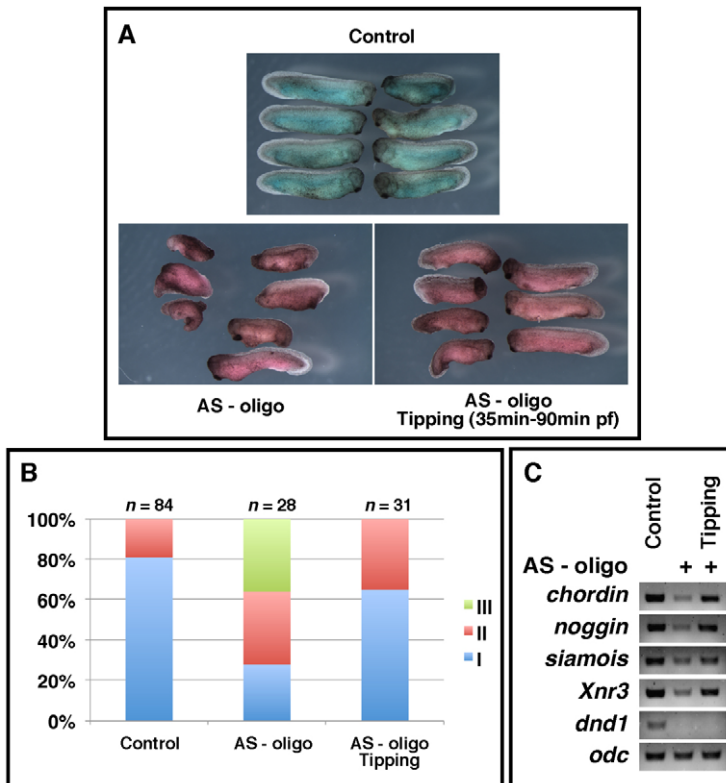 A
Control
AS - oligo
AS - oligo
Tipping (35min-90min pf)
B
n = 84
n = 28
n = 31
100%
80%
60%
40%
20%
0%
III
II
I
Control
AS - oligo
AS - oligo
Tipping
C
Control
Tipping
AS - oligo + +
chordin
noggin
siamois
Xnr3
dnd1
odc